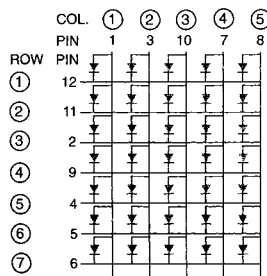 COL. ① ② ③ ④ ⑤
PIN 1 3 10 7 8
ROW PIN
① 12
② 11
③ 2
④ 9
⑤ 4
⑥ 5
⑦ 6